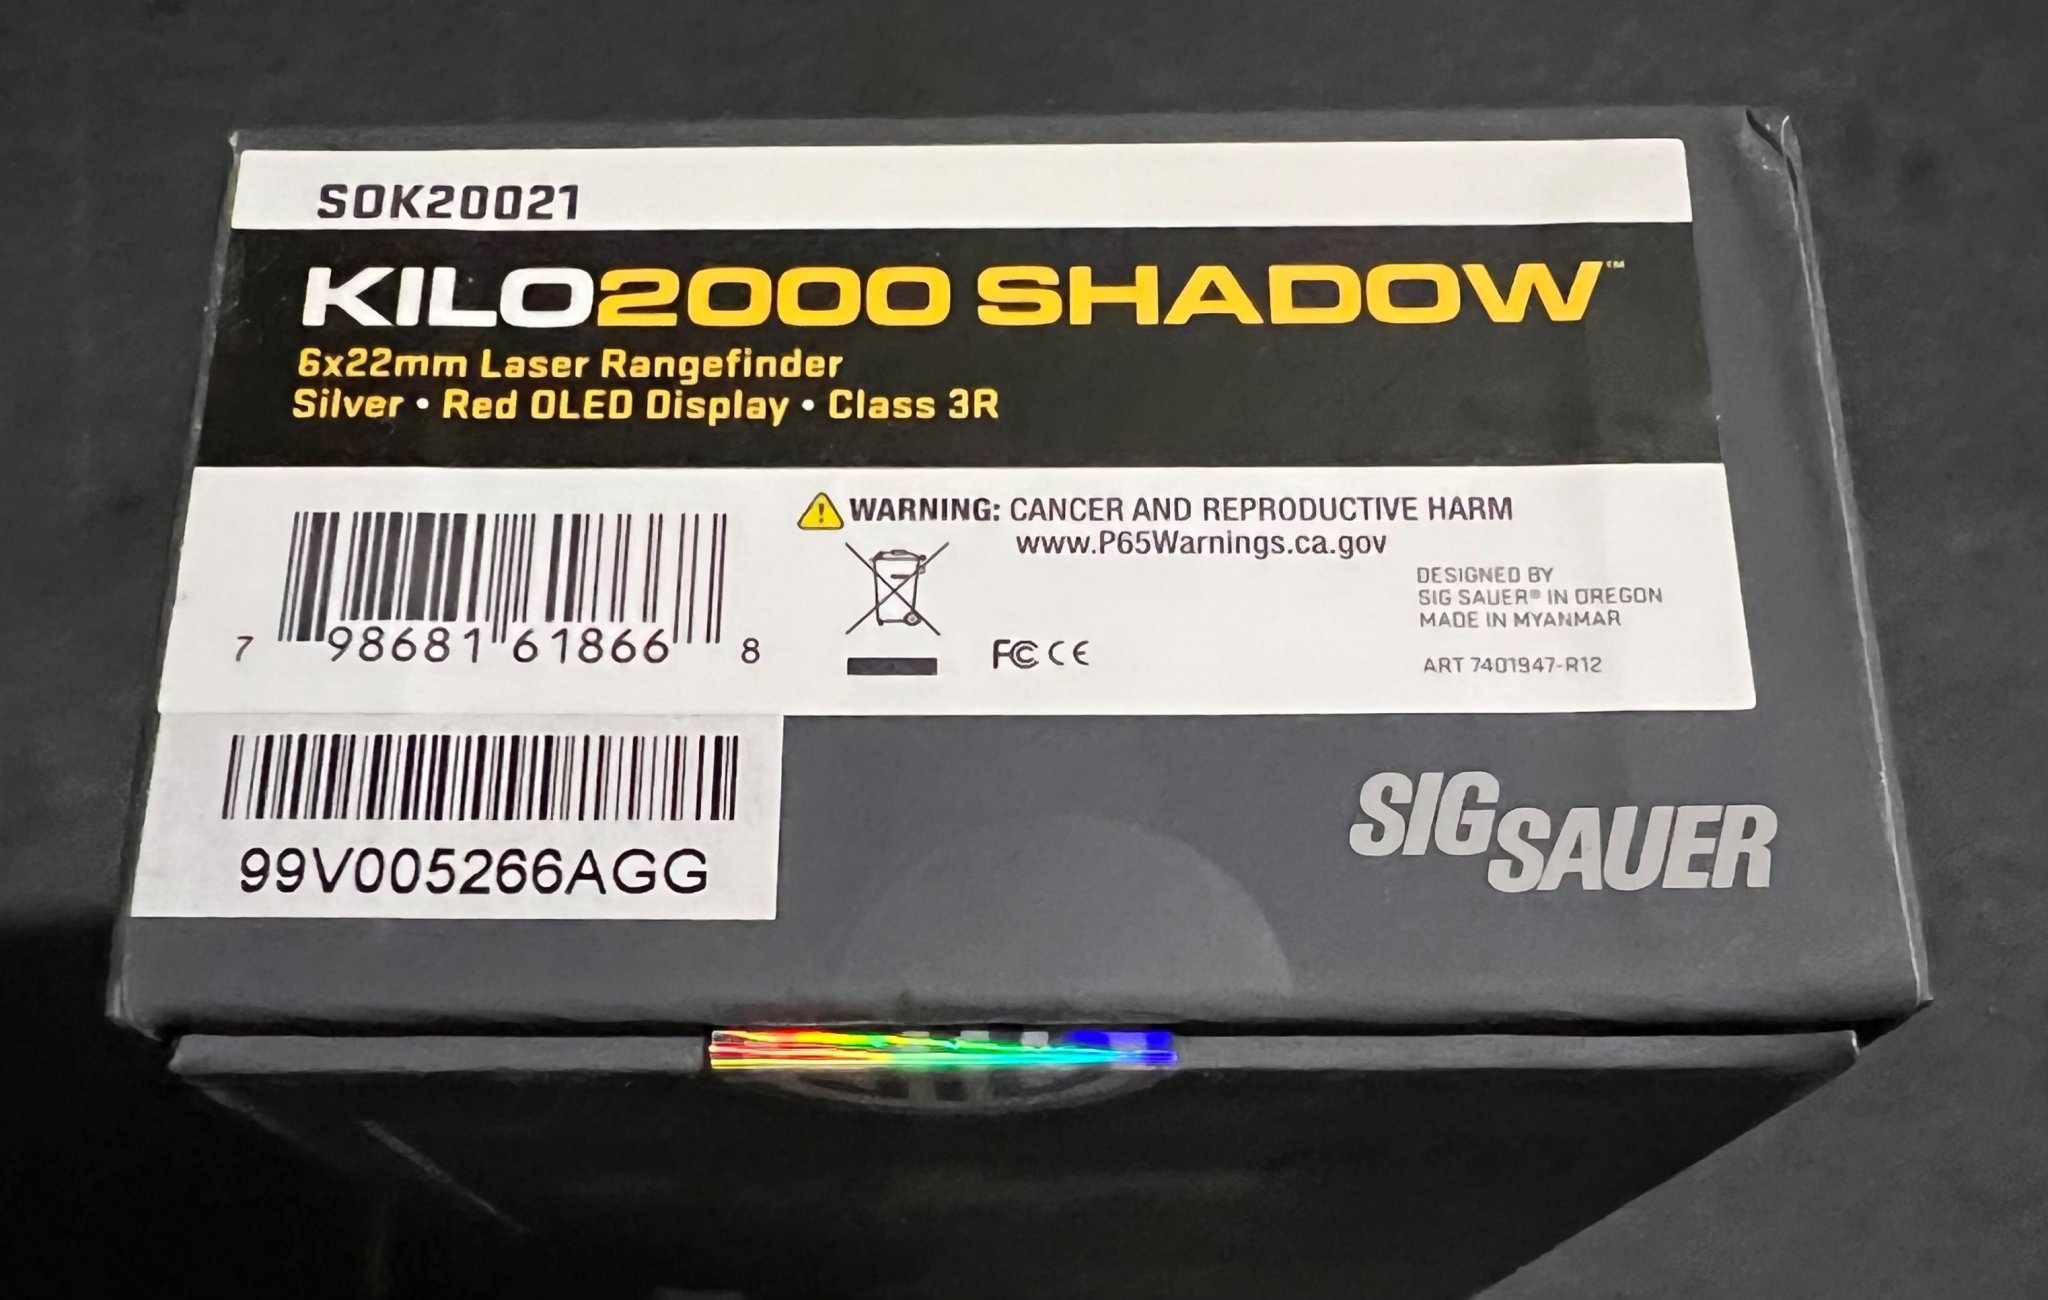 SOK20021
KILO2000 SHADOW™
6x22mm Laser Rangefinder
Silver • Red OLED Display • Class 3R
WARNING: CANCER AND REPRODUCTIVE HARM
www.P65Warnings.ca.gov
DESIGNED BY
SIG SAUER® IN OREGON
MADE IN MYANMAR
7 98681 61866 8
FC CE
ART 7401947-R12
99V005266AGG
SIG SAUER